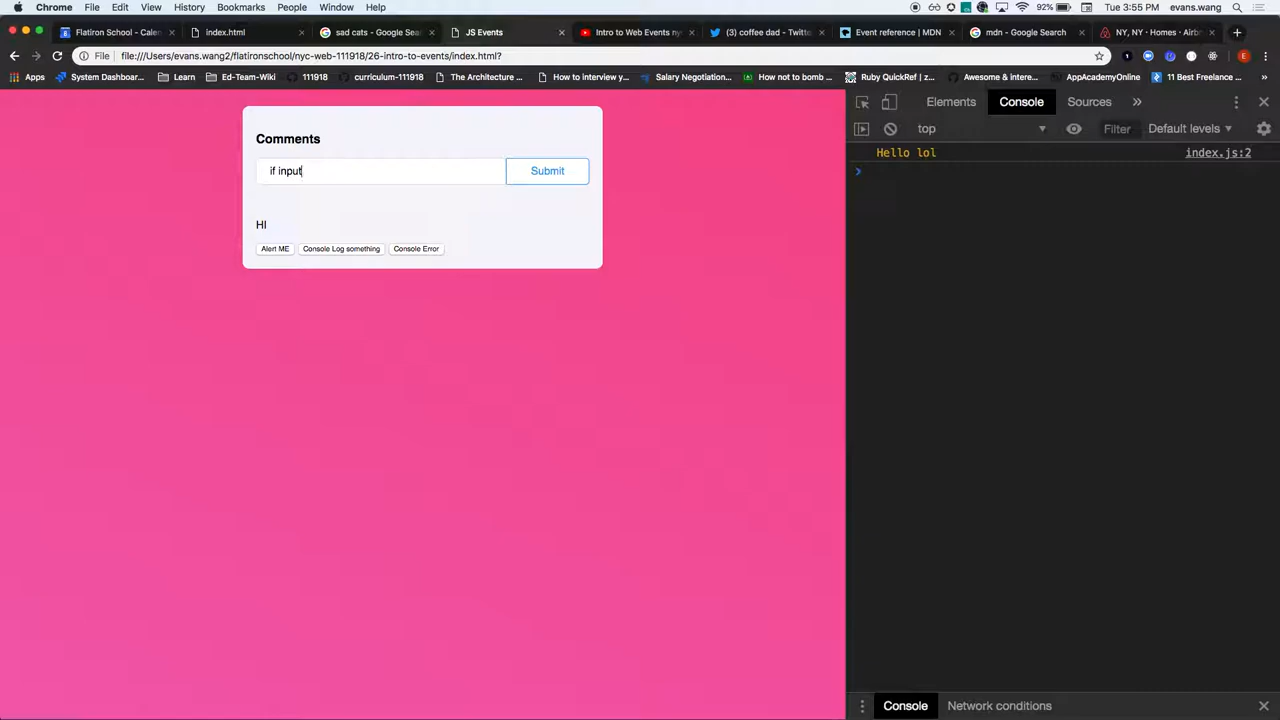 Chrome File Edit View History Bookmarks People Window Help 92% Tue 3:55 PM evans.wang
Flatiron School - Calen
index.html
sad cats - Google Sear
JS Events
Intro to Web Events nyc
(3) coffee dad - Twitte
Event reference | MDN
mdn - Google Search
NY, NY · Homes · Airbn
File file:///Users/evans.wang2/flatironschool/nyc-web-111918/26-intro-to-events/index.html?
Apps System Dashboar... Learn Ed-Team-Wiki 111918 curriculum-111918 The Architecture ... How to interview y... Salary Negotiation... How not to bomb ... Ruby QuickRef | z... Awesome & intere... AppAcademyOnline 11 Best Freelance ...
Comments
if input
Submit
HI
Alert ME Console Log something Console Error
Elements Console Sources »
top Filter Default levels
Hello lol index.js:2
>
Console Network conditions